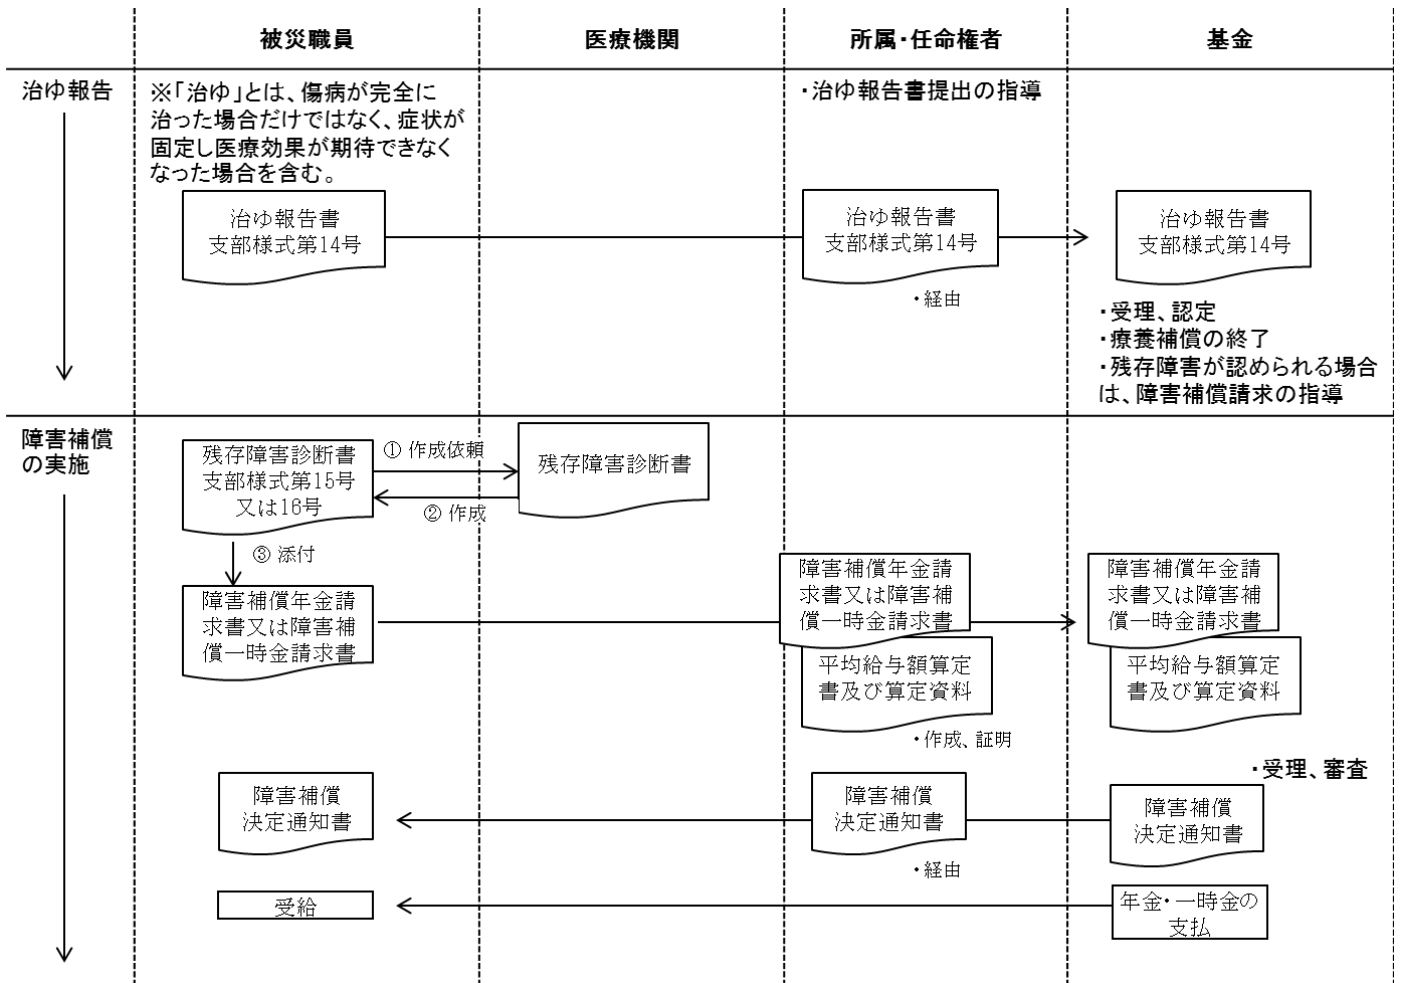 被災職員
医療機関
所属・任命権者
基金
治ゆ報告
※「治ゆ」とは、傷病が完全に
治った場合だけではなく、症状が
固定し医療効果が期待できなく
なった場合を含む。
・治ゆ報告書提出の指導
治ゆ報告書
支部様式第14号
治ゆ報告書
支部様式第14号
・経由
治ゆ報告書
支部様式第14号
・受理、認定
・療養補償の終了
・残存障害が認められる場合
は、障害補償請求の指導
障害補償
の実施
残存障害診断書
支部様式第15号
又は16号
① 作成依頼
② 作成
残存障害診断書
③ 添付
障害補償年金請
求書又は障害補
償一時金請求書
障害補償年金請
求書又は障害補
償一時金請求書
平均給与額算定
書及び算定資料
・作成、証明
障害補償年金請
求書又は障害補
償一時金請求書
平均給与額算定
書及び算定資料
・受理、審査
障害補償
決定通知書
障害補償
決定通知書
・経由
障害補償
決定通知書
受給
年金・一時金の
支払